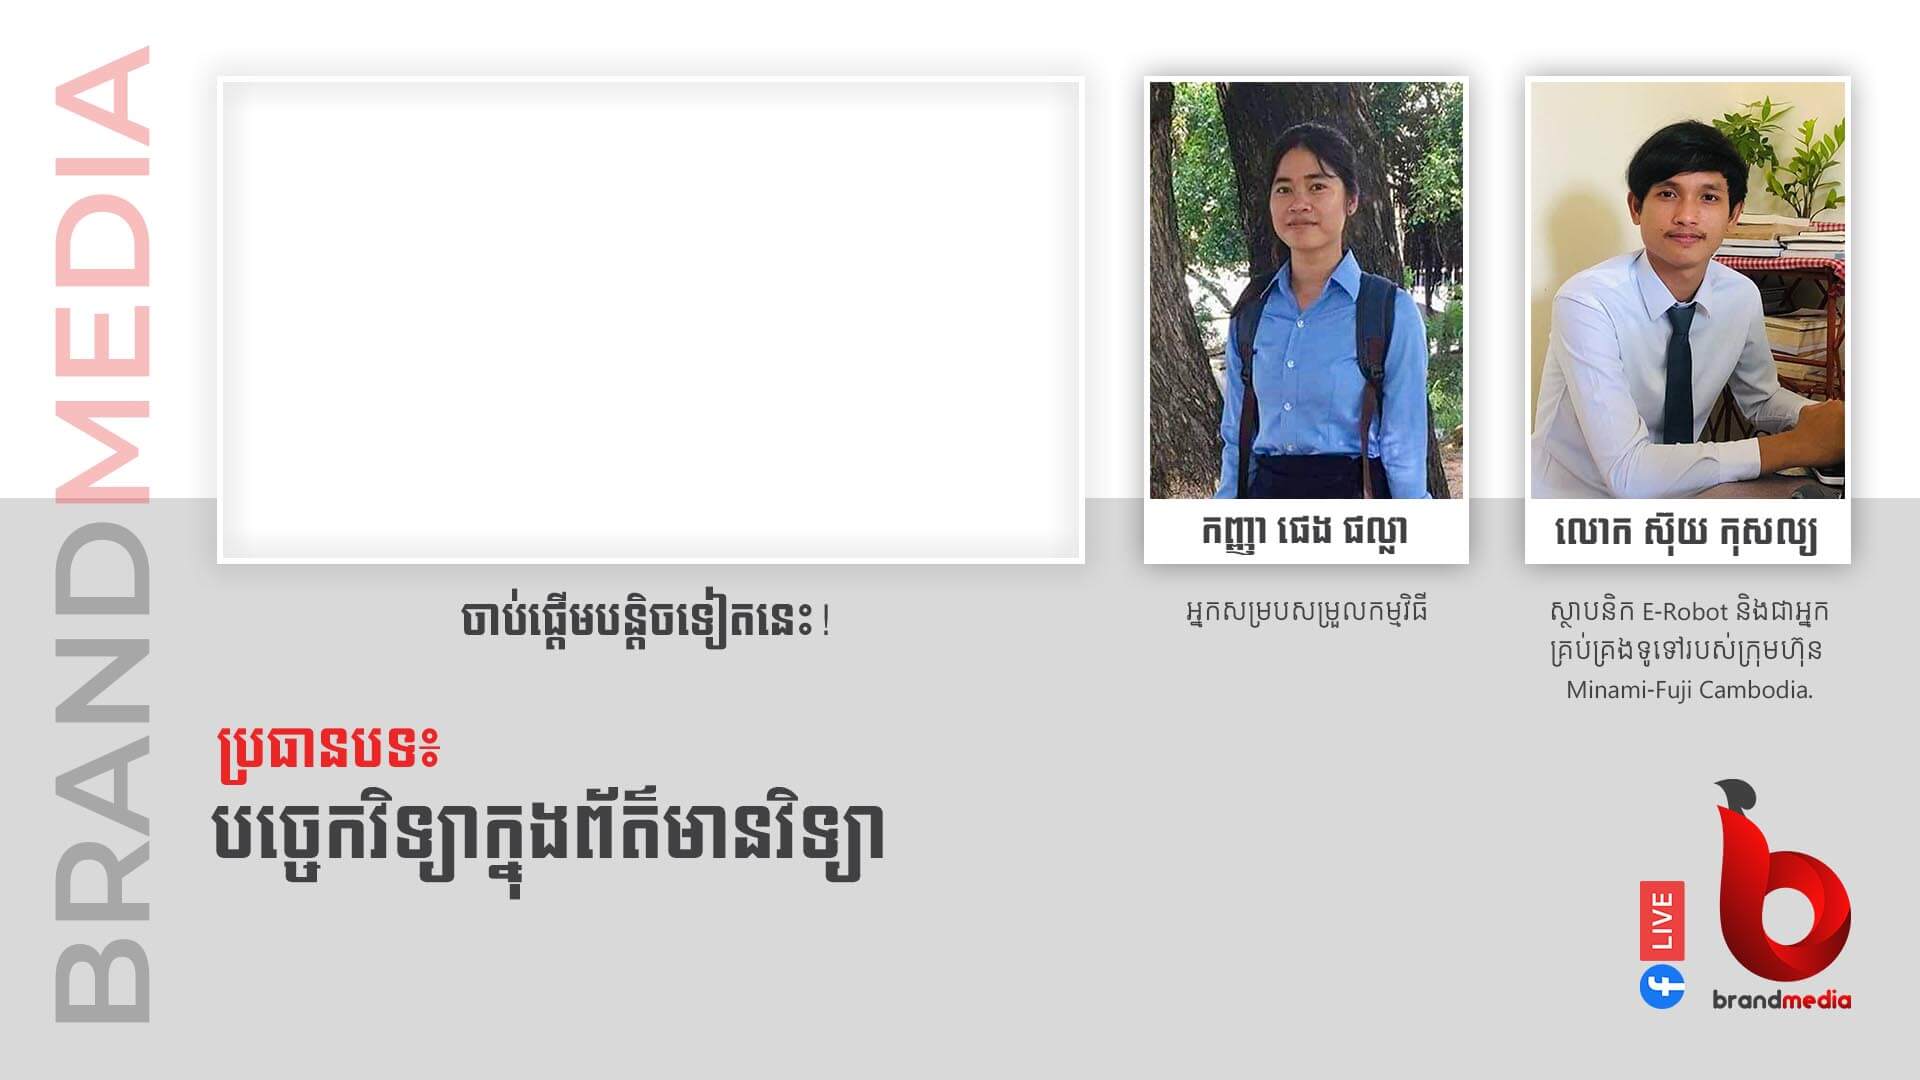 BRANDMEDIA
កញ្ញា ផេង ផល្លា
លោក ស៊ុយ កុសល្យ
ចាប់ផ្តើមបន្តិចទៀតនេះ!
អ្នកសម្របសម្រួលកម្មវិធី
ស្ថាបនិក E-Robot និងជាអ្នក
គ្រប់គ្រងទូទៅរបស់ក្រុមហ៊ុន
Minami-Fuji Cambodia.
ប្រធានបទ៖
បច្ចេកវិទ្យាក្នុងព័ត៌មានវិទ្យា
LIVE
brandmedia